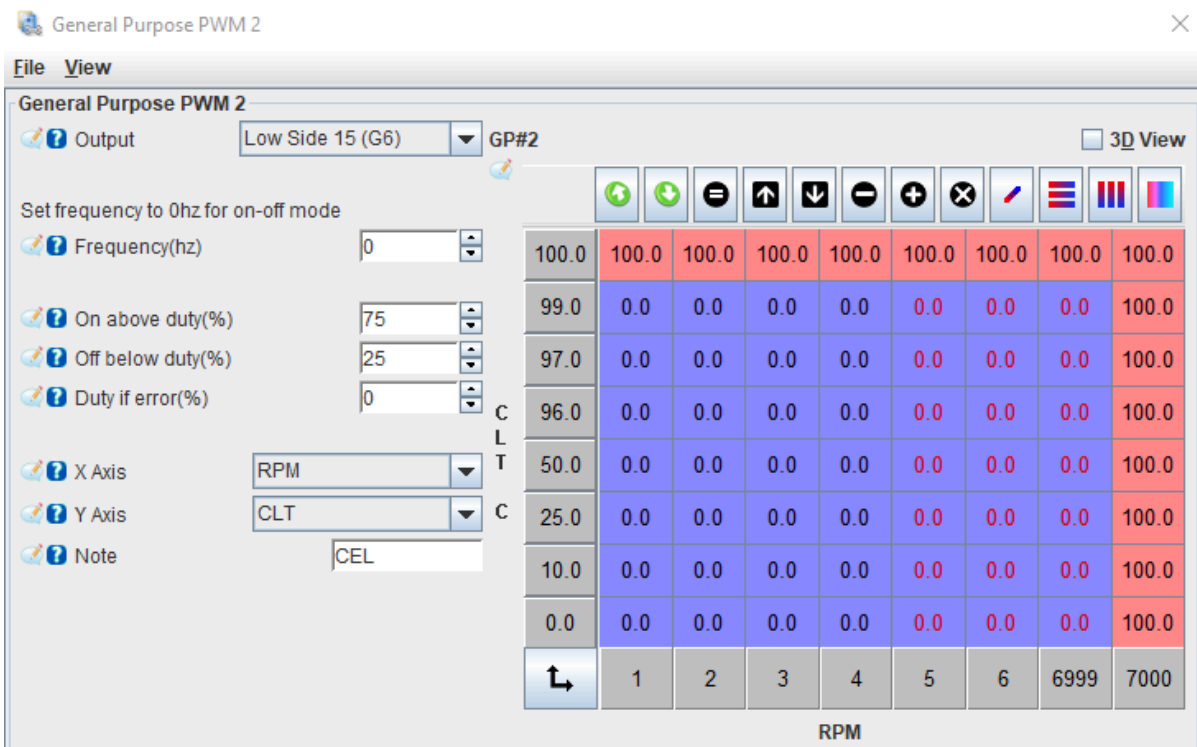 General Purpose PWM 2
File View
General Purpose PWM 2
Output Low Side 15 (G6) GP#2 3D View
Set frequency to 0hz for on-off mode
Frequency(hz) 0
On above duty(%) 75
Off below duty(%) 25
Duty if error(%) 0
X Axis RPM
Y Axis CLT
Note CEL
CLT C
100.0 100.0 100.0 100.0 100.0 100.0 100.0 100.0 100.0
99.0 0.0 0.0 0.0 0.0 0.0 0.0 0.0 100.0
97.0 0.0 0.0 0.0 0.0 0.0 0.0 0.0 100.0
96.0 0.0 0.0 0.0 0.0 0.0 0.0 0.0 100.0
50.0 0.0 0.0 0.0 0.0 0.0 0.0 0.0 100.0
25.0 0.0 0.0 0.0 0.0 0.0 0.0 0.0 100.0
10.0 0.0 0.0 0.0 0.0 0.0 0.0 0.0 100.0
0.0 0.0 0.0 0.0 0.0 0.0 0.0 0.0 100.0
1 2 3 4 5 6 6999 7000
RPM